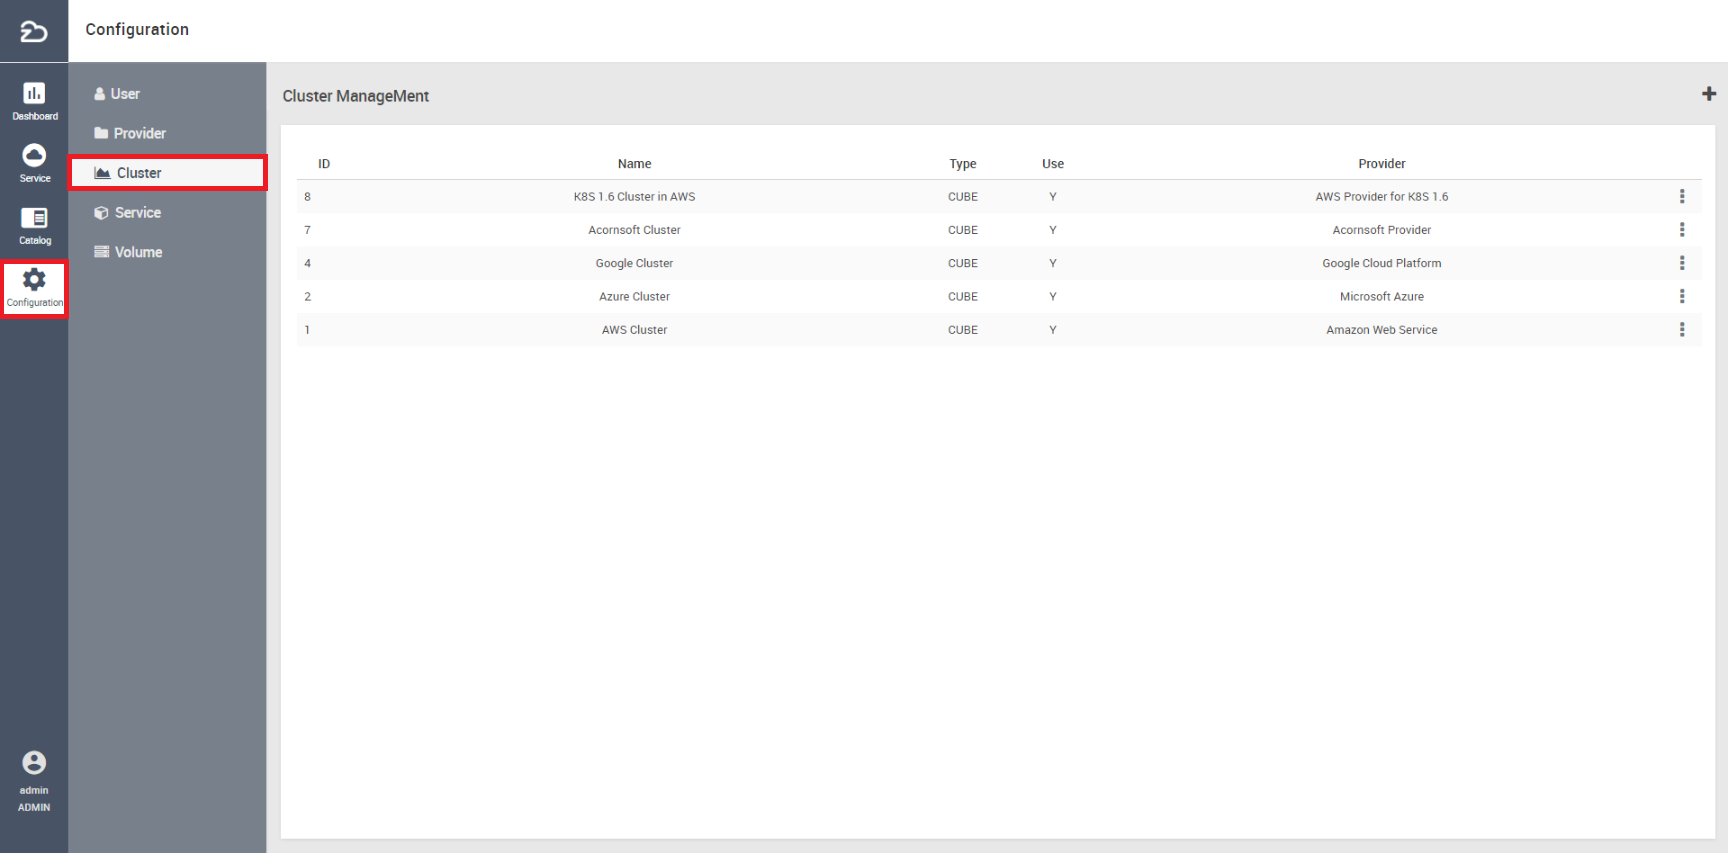 Configuration
Dashboard
Service
Catalog
Configuration
admin
ADMIN
User
Provider
Cluster
Service
Volume
Cluster ManageMent
ID Name Type Use Provider
8 K8S 1.6 Cluster in AWS CUBE Y AWS Provider for K8S 1.6
7 Acornsoft Cluster CUBE Y Acornsoft Provider
4 Google Cluster CUBE Y Google Cloud Platform
2 Azure Cluster CUBE Y Microsoft Azure
1 AWS Cluster CUBE Y Amazon Web Service